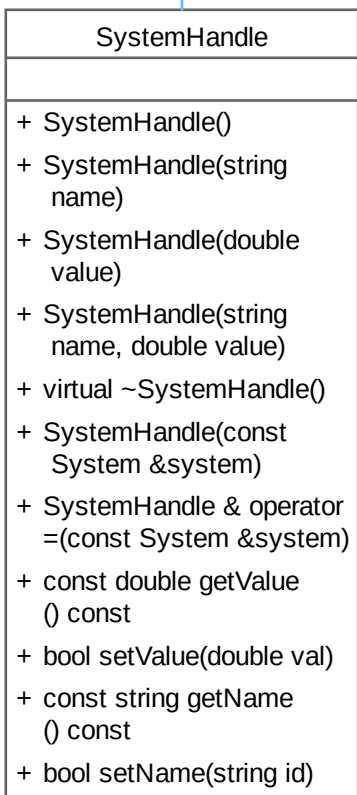 SystemHandle
+ SystemHandle()
+ SystemHandle(string
name)
+ SystemHandle(double
value)
+ SystemHandle(string
name, double value)
+ virtual ~SystemHandle()
+ SystemHandle(const
System &system)
+ SystemHandle & operator
=(const System &system)
+ const double getValue
() const
+ bool setValue(double val)
+ const string getName
() const
+ bool setName(string id)